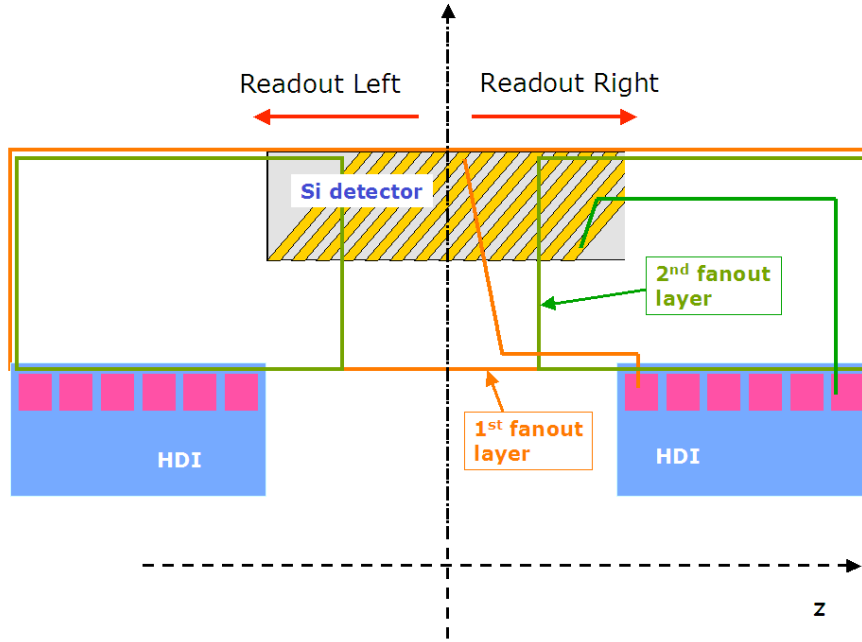 Readout Left
Readout Right
Si detector
2nd fanout
layer
1st fanout
layer
HDI
HDI
z